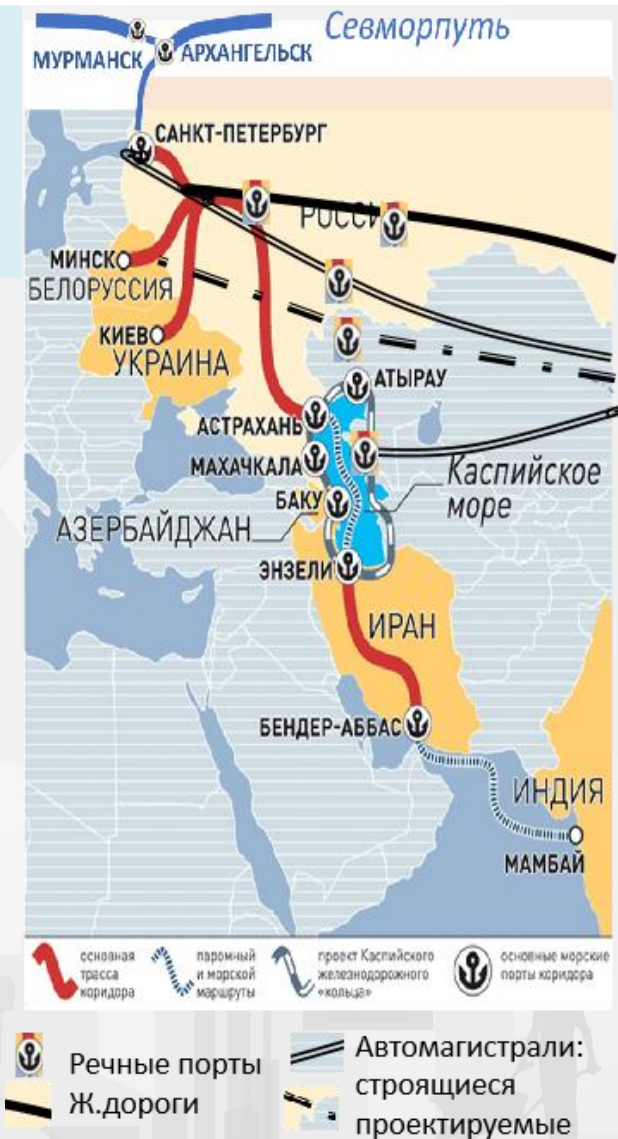 Севморпуть
МУРМАНСК
АРХАНГЕЛЬСК
САНКТ-ПЕТЕРБУРГ
РОССИ
МИНСК
БЕЛОРУССИЯ
КИЕВ
УКРАИНА
АТЫРАУ
АСТРАХАНЬ
МАХАЧКАЛА
Каспийское
море
БАКУ
АЗЕРБАЙДЖАН
ЭНЗЕЛИ
ИРАН
БЕНДЕР-АББАС
ИНДИЯ
МАМБАЙ
основная
трасса
коридора
паромный
и морской
маршруты
проект Каспийского
железнодорожного
«кольца»
основные морские
порты коридора
Речные порты
Ж.дороги
Автомагистрали:
строящиеся
проектируемые